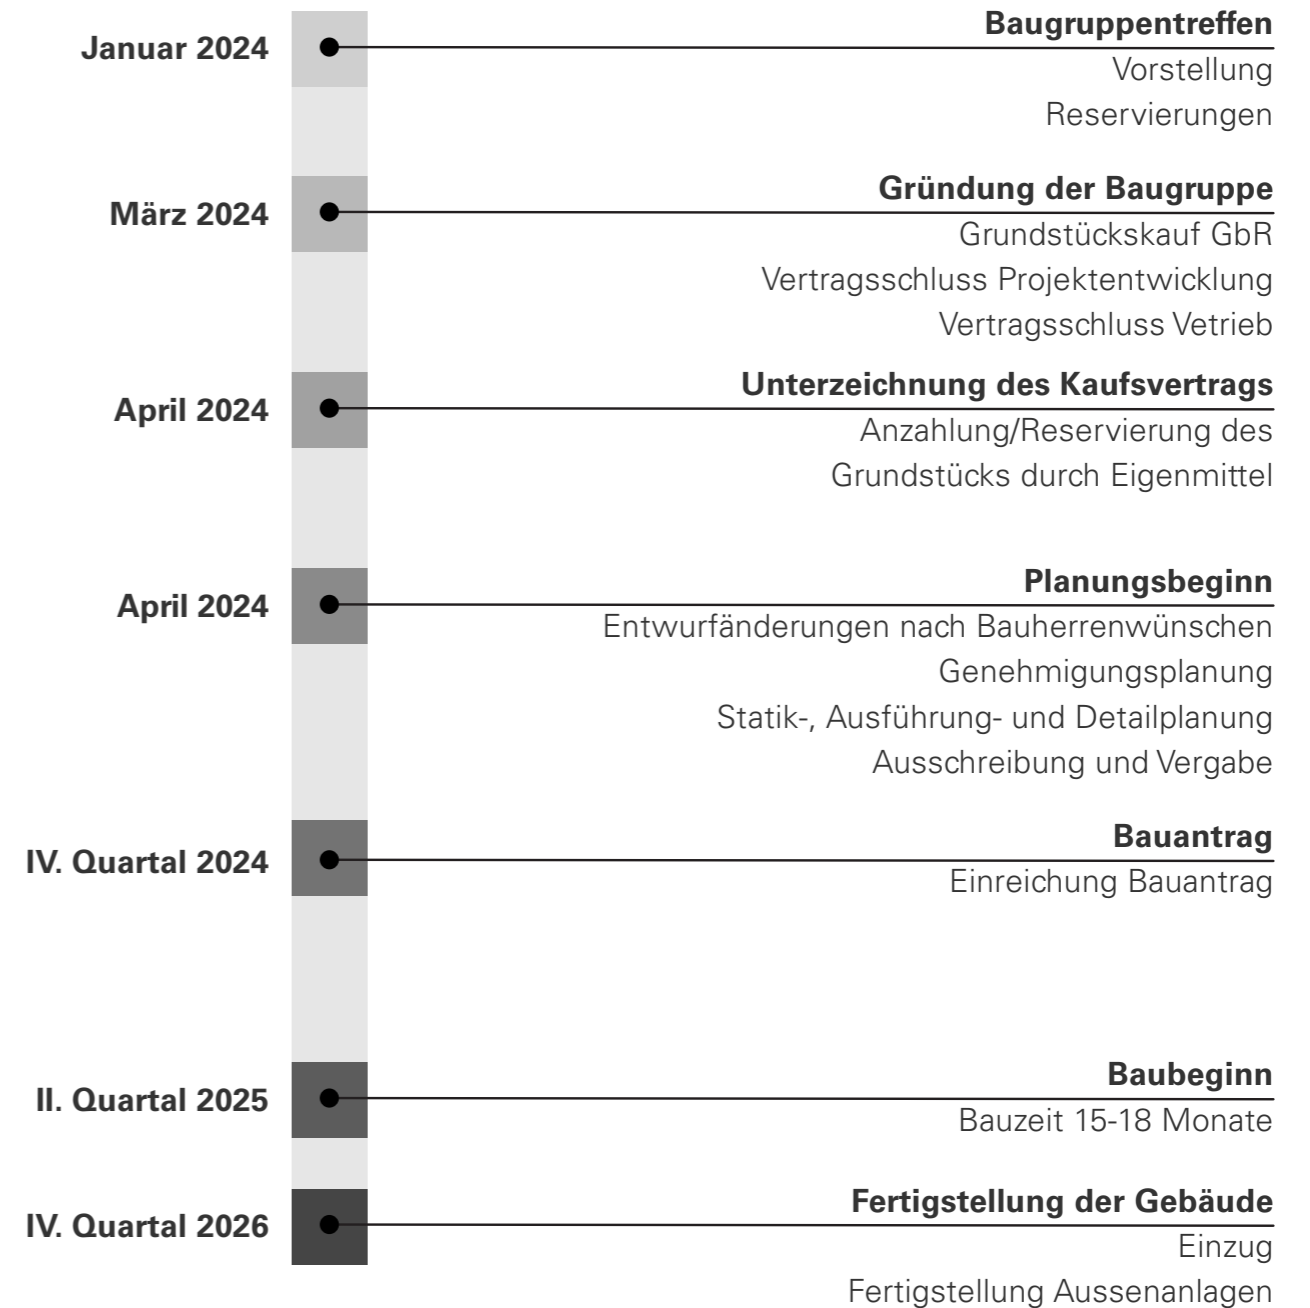 Januar 2024
Baugruppentreffen
Vorstellung
Reservierungen
März 2024
Gründung der Baugruppe
Grundstückskauf GbR
Vertragsschluss Projektentwicklung
Vertragsschluss Vetrieb
April 2024
Unterzeichnung des Kaufsvertrags
Anzahlung/Reservierung des
Grundstücks durch Eigenmittel
April 2024
Planungsbeginn
Entwurfänderungen nach Bauherrenwünschen
Genehmigungsplanung
Statik-, Ausführung- und Detailplanung
Ausschreibung und Vergabe
IV. Quartal 2024
Bauantrag
Einreichung Bauantrag
II. Quartal 2025
Baubeginn
Bauzeit 15-18 Monate
IV. Quartal 2026
Fertigstellung der Gebäude
Einzug
Fertigstellung Aussenanlagen